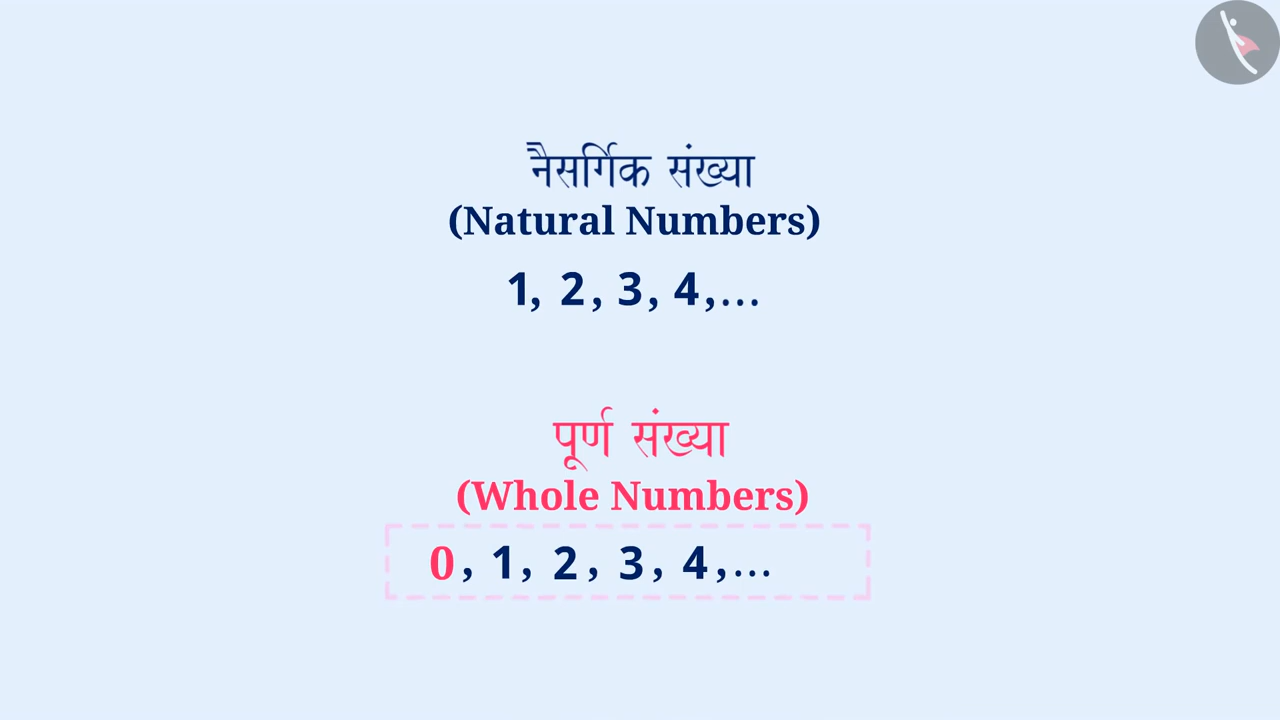 नैसर्गिक संख्या
(Natural Numbers)
1, 2, 3, 4,...
पूर्ण संख्या
(Whole Numbers)
0, 1, 2, 3, 4,...